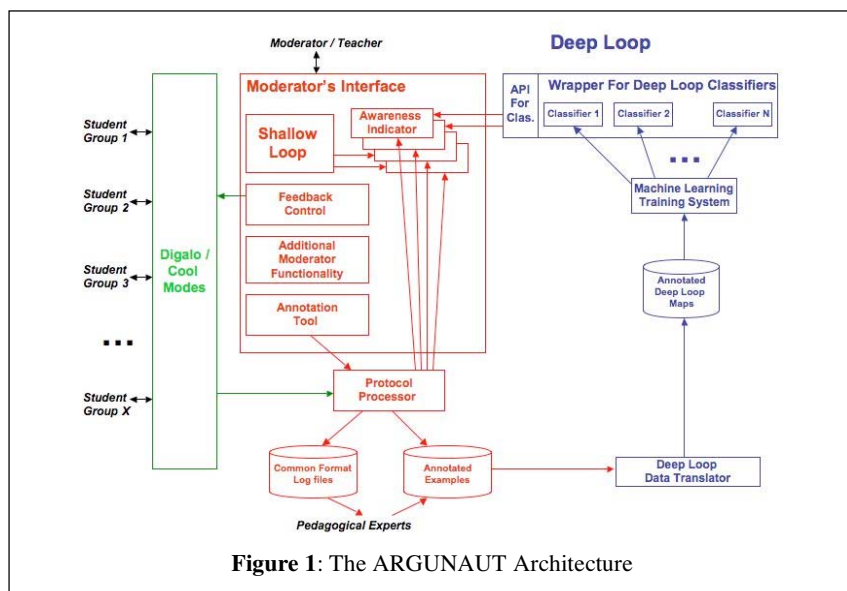 Moderator / Teacher
Deep Loop
Moderator's Interface
Shallow
Loop
Awareness
Indicator
Feedback
Control
Additional
Moderator
Functionality
Annotation
Tool
API
For
Clas.
Wrapper For Deep Loop Classifiers
Classifier 1
Classifier 2
Classifier N
...
Machine Learning
Training System
Annotated
Deep Loop
Maps
Student
Group 1
Student
Group 2
Student
Group 3
...
Student
Group X
Digalo /
Cool
Modes
Protocol
Processor
Common Format
Log files
Annotated
Examples
Pedagogical Experts
Deep Loop
Data Translator
Figure 1: The ARGUNAUT Architecture